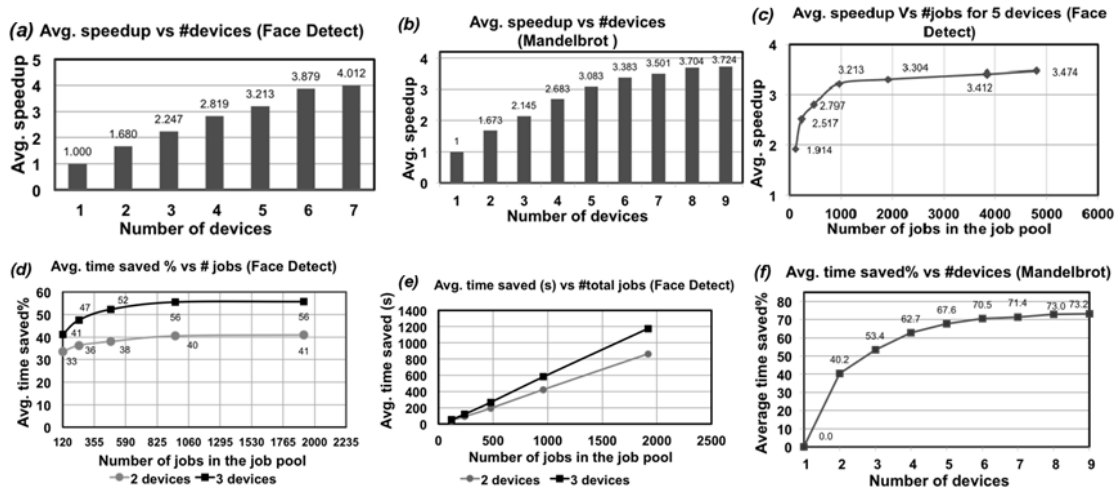 (a) Avg. speedup vs #devices (Face Detect)
Avg. speedup
5
4
3
2
1
0
1.000
1.680
2.247
2.819
3.213
3.879
4.012
1 2 3 4 5 6 7
Number of devices
(b) Avg. speedup vs #devices
(Mandelbrot )
Avg. speedup
4
3
2
1
0
1
1.673
2.145
2.683
3.083
3.383
3.501
3.704
3.724
1 2 3 4 5 6 7 8 9
Number of devices
(c) Avg. speedup Vs #jobs for 5 devices (Face
Detect)
Avg. speedup
4
3
2
1
1.914
2.517
2.797
3.213
3.304
3.412
3.474
0 1000 2000 3000 4000 5000 6000
Number of jobs in the job pool
(d) Avg. time saved % vs # jobs (Face Detect)
Avg. time saved%
60
50
40
30
20
10
0
41
47
52
56
56
33
36
38
40
41
120 355 590 825 1060 1295 1530 1765 2000 2235
Number of jobs in the job pool
2 devices 3 devices
(e) Avg. time saved (s) vs #total jobs (Face Detect)
Avg. time saved (s)
1400
1200
1000
800
600
400
200
0
0 500 1000 1500 2000 2500
Number of jobs in the job pool
2 devices 3 devices
(f) Avg. time saved% vs #devices (Mandelbrot)
Average time saved%
80
70
60
50
40
30
20
10
0
0.0
40.2
53.4
62.7
67.6
70.5
71.4
73.0
73.2
1 2 3 4 5 6 7 8 9
Number of devices